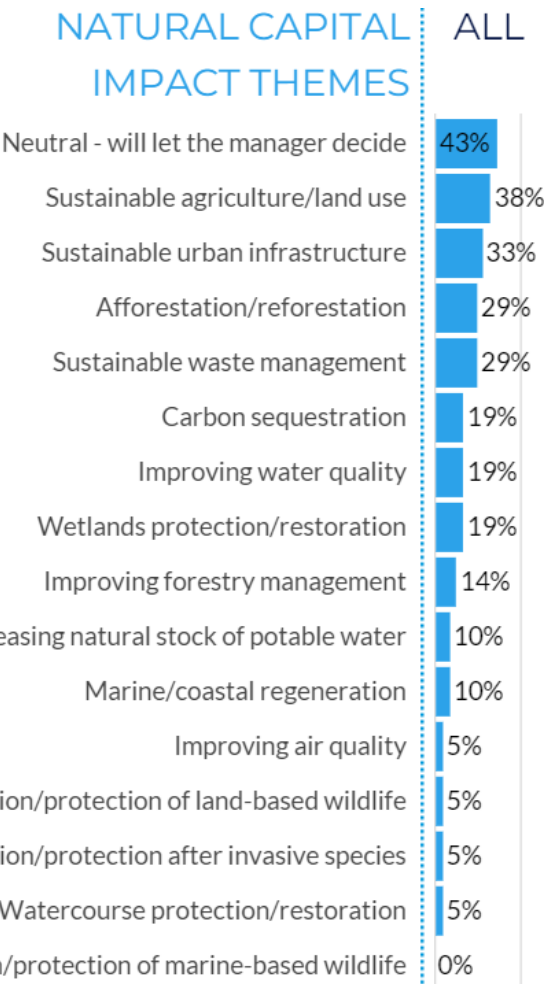 NATURAL CAPITAL ALL
IMPACT THEMES
Neutral - will let the manager decide 43%
Sustainable agriculture/land use 38%
Sustainable urban infrastructure 33%
Afforestation/reforestation 29%
Sustainable waste management 29%
Carbon sequestration 19%
Improving water quality 19%
Wetlands protection/restoration 19%
Improving forestry management 14%
easing natural stock of potable water 10%
Marine/coastal regeneration 10%
Improving air quality 5%
ion/protection of land-based wildlife 5%
ion/protection after invasive species 5%
Watercourse protection/restoration 5%
/protection of marine-based wildlife 0%